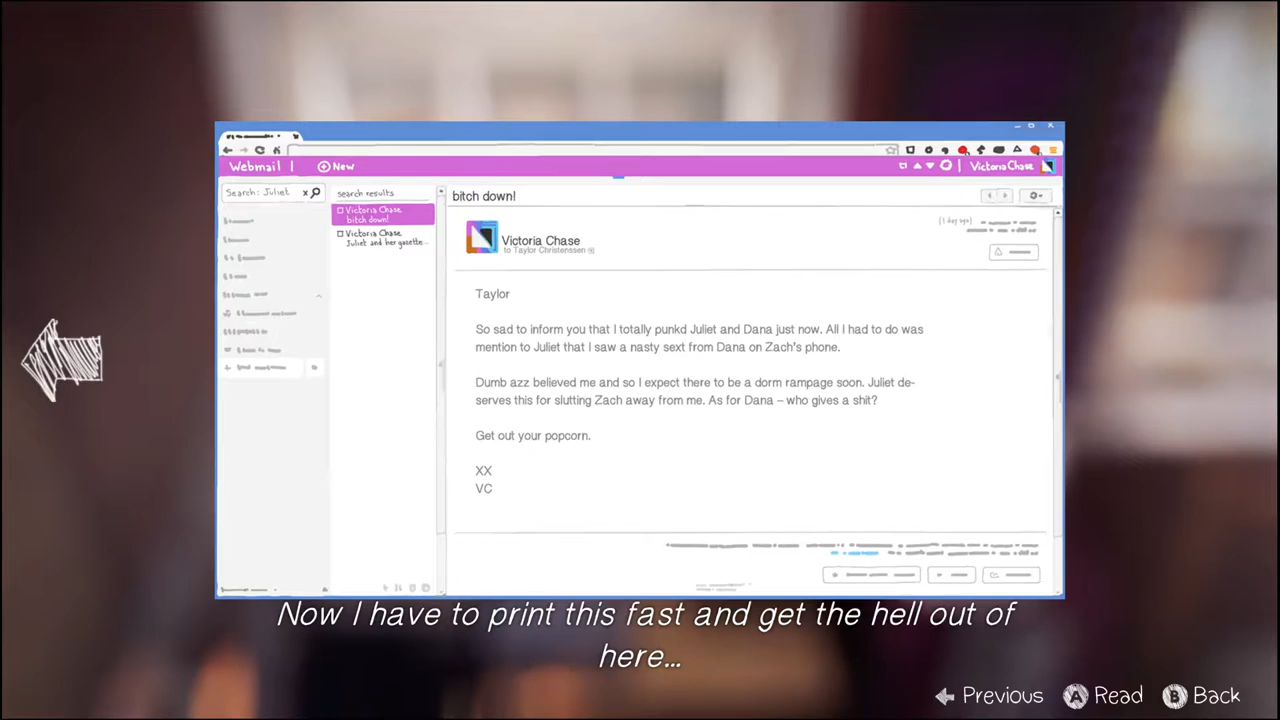 Webmail |
New
Victoria Chase
Search: Juliet x
search results
bitch down!
Victoria Chase
bitch down!
Victoria Chase
Juliet and her gazette...
[1 day ago]
Victoria Chase
to Taylor Christenssen
Taylor
So sad to inform you that I totally punkd Juliet and Dana just now. All I had to do was
mention to Juliet that I saw a nasty sext from Dana on Zach's phone.
Dumb azz believed me and so I expect there to be a dorm rampage soon. Juliet de-
serves this for slutting Zach away from me. As for Dana – who gives a shit?
Get out your popcorn.
XX
VC
Now I have to print this fast and get the hell out of
here...
Previous A Read B Back